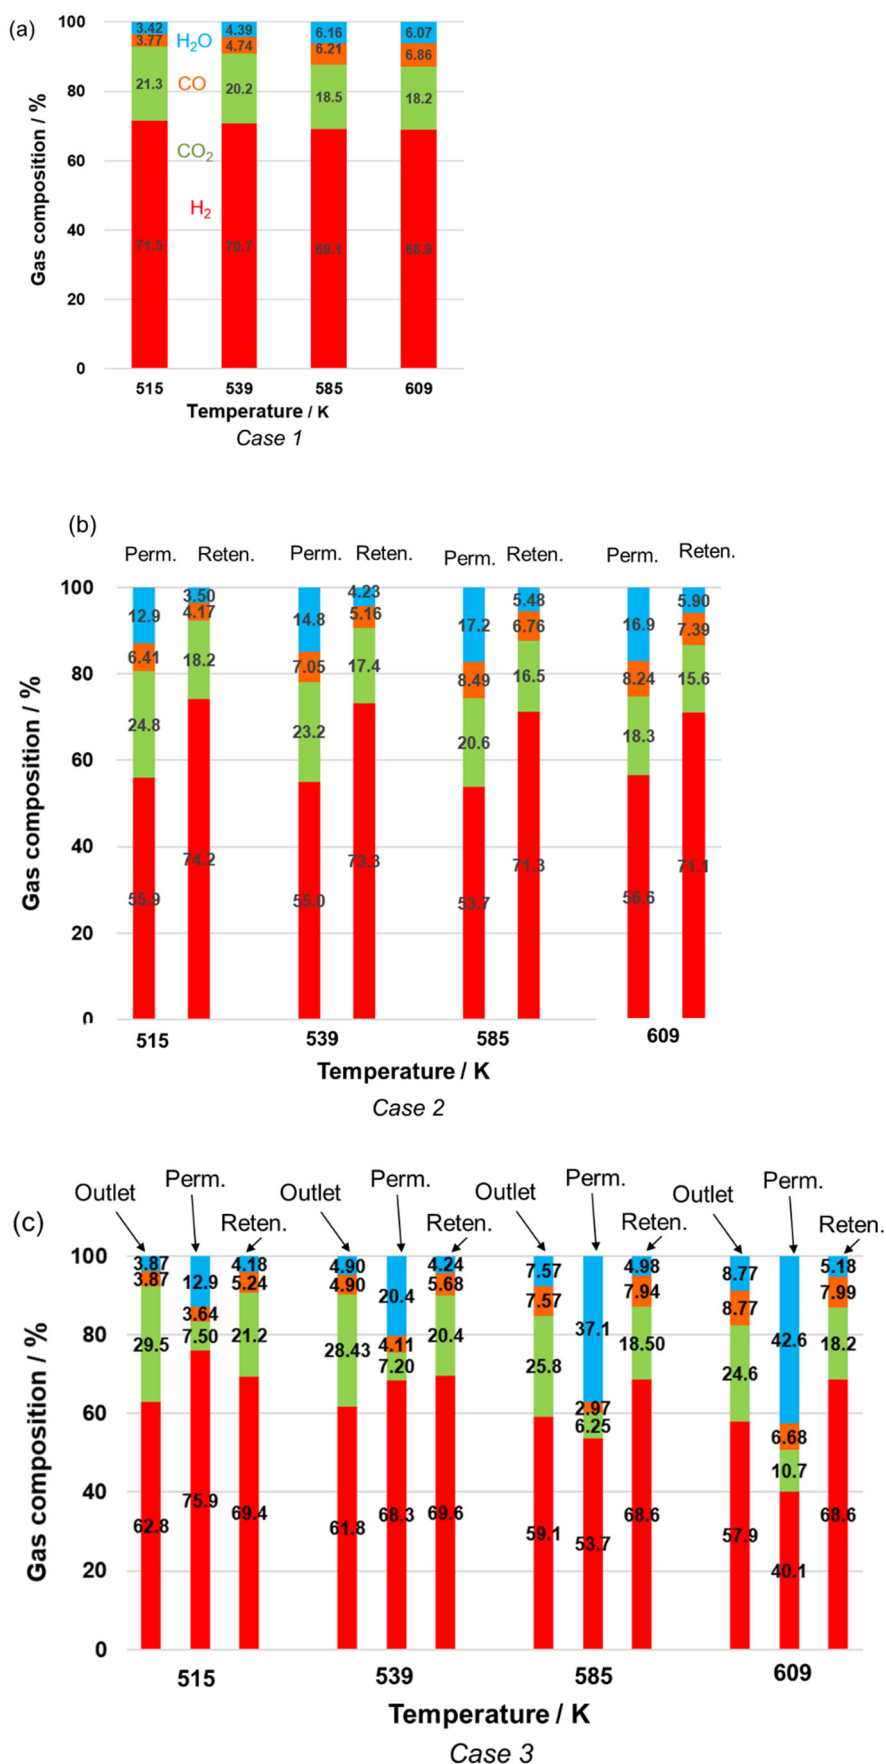 (a)
100
80
60
40
20
0
Gas composition / %
3.42 4.39 6.16 6.07
3.77 4.74 6.21 6.86
21.3 20.2 18.5 18.2
71.5 70.7 69.1 68.9
H₂O
CO
CO₂
H₂
515 539 585 609
Temperature / K
Case 1
(b)
Perm. Reten. Perm. Reten. Perm. Reten. Perm. Reten.
100
80
60
40
20
0
Gas composition / %
12.9 3.50 14.8 4.23 17.2 5.48 16.9 5.90
6.41 4.17 7.05 5.16 8.49 6.76 8.24 7.39
24.8 18.2 23.2 17.4 20.6 16.5 18.3 15.6
55.9 74.2 55.0 73.3 53.7 71.3 56.6 71.1
515 539 585 609
Temperature / K
Case 2
(c)
Outlet Perm. Reten. Outlet Perm. Reten. Outlet Perm. Reten. Outlet Perm. Reten.
100
80
60
40
20
0
Gas composition / %
3.87 12.9 4.18 4.90 20.4 4.24 7.57 37.1 4.98 8.77 42.6 5.18
3.87 3.64 5.24 4.90 4.11 5.68 7.57 2.97 7.94 8.77 6.68 7.99
29.5 7.50 21.2 28.43 7.20 20.4 25.8 6.25 18.50 24.6 10.7 18.2
62.8 75.9 69.4 61.8 68.3 69.6 59.1 53.7 68.6 57.9 40.1 68.6
515 539 585 609
Temperature / K
Case 3